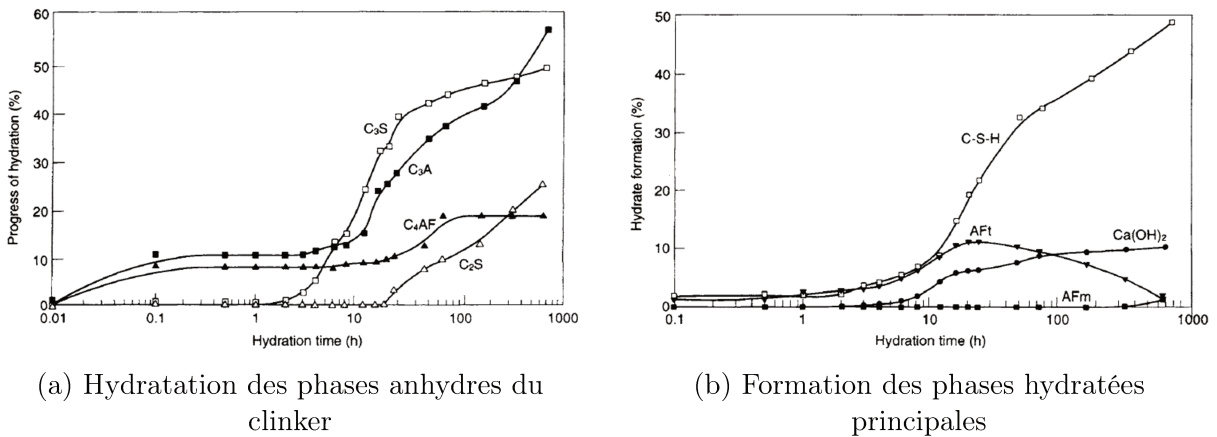 60
50
40
30
20
10
0
0.01
0.1
1
10
100
1000
Progress of hydration (%)
Hydration time (h)
C₃S
C₃A
C₄AF
C₂S
(a) Hydratation des phases anhydres du
clinker
50
40
30
20
10
0
0.1
1
10
100
1000
Hydrate formation (%)
Hydration time (h)
C-S-H
AFt
Ca(OH)₂
AFm
(b) Formation des phases hydratées
principales